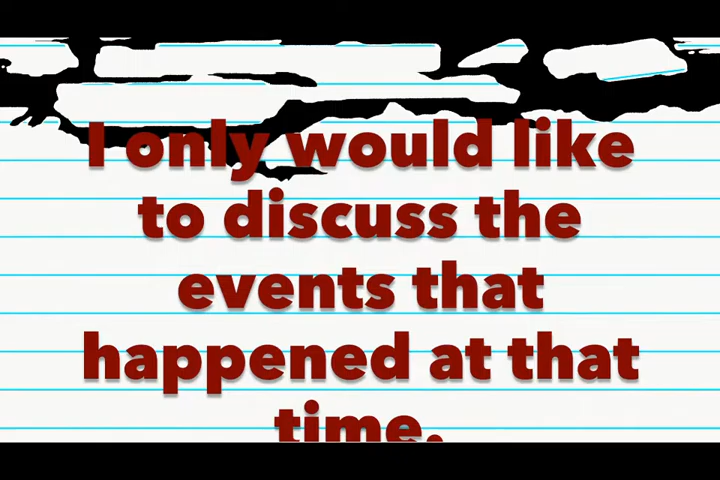 I only would like
to discuss the
events that
happened at that
time.